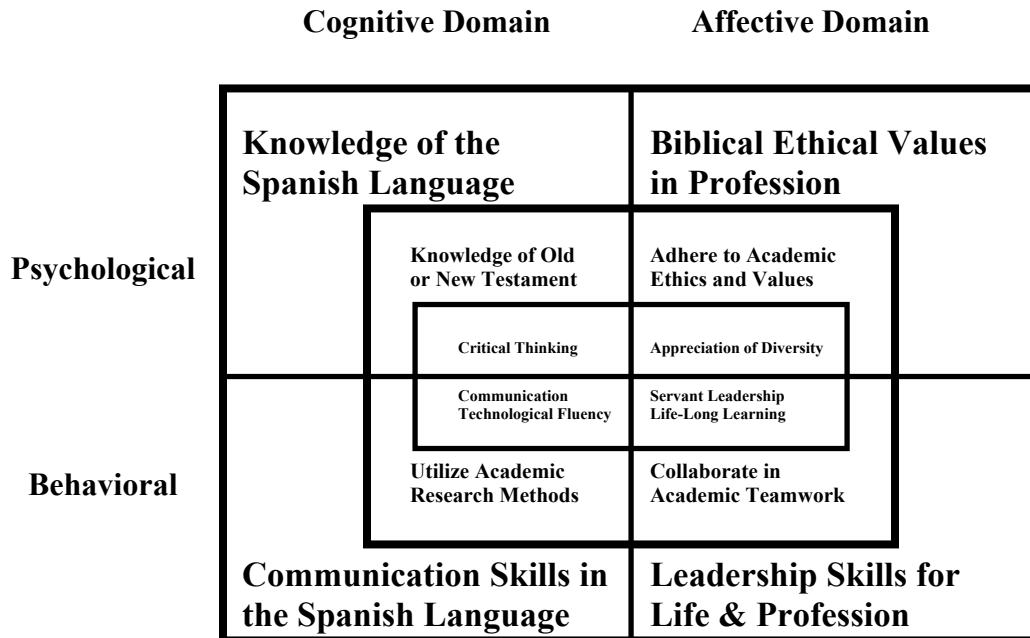 Cognitive Domain
Affective Domain
Knowledge of the
Spanish Language
Biblical Ethical Values
in Profession
Psychological
Knowledge of Old
or New Testament
Adhere to Academic
Ethics and Values
Critical Thinking
Appreciation of Diversity
Communication
Technological Fluency
Servant Leadership
Life-Long Learning
Behavioral
Utilize Academic
Research Methods
Collaborate in
Academic Teamwork
Communication Skills in
the Spanish Language
Leadership Skills for
Life & Profession